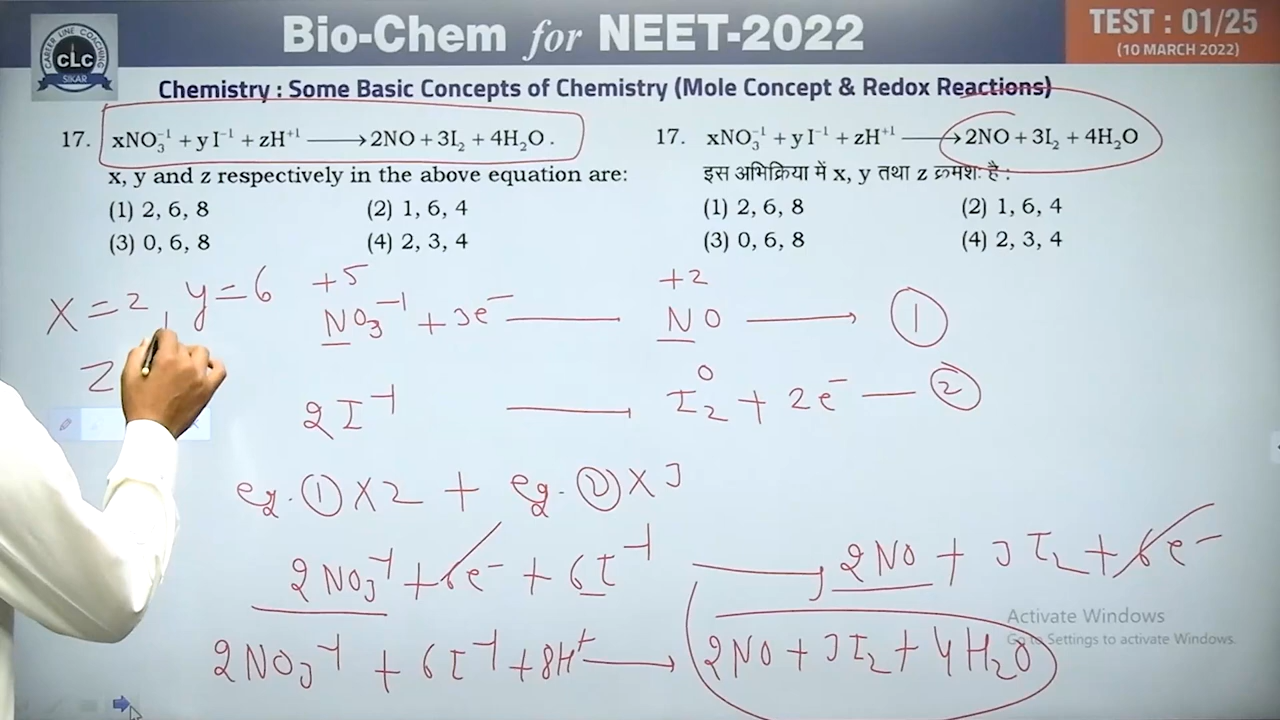 Bio-Chem for NEET-2022
TEST : 01/25
(10 MARCH 2022)
CAREER LINE COACHING
CLC
SIKAR
Chemistry : Some Basic Concepts of Chemistry (Mole Concept & Redox Reactions)
17. xNO₃⁻¹ + y I⁻¹ + zH⁺¹ ⟶ 2NO + 3I₂ + 4H₂O .
x, y and z respectively in the above equation are:
(1) 2, 6, 8 (2) 1, 6, 4
(3) 0, 6, 8 (4) 2, 3, 4
17. xNO₃⁻¹ + y I⁻¹ + zH⁺¹ ⟶ 2NO + 3I₂ + 4H₂O
इस अभिक्रिया में x, y तथा z क्रमशः है :
(1) 2, 6, 8 (2) 1, 6, 4
(3) 0, 6, 8 (4) 2, 3, 4
x = 2, y = 6
z
+5 +2
NO₃⁻¹ + 3e⁻ ⟶ NO ⟶ ①
0
2I⁻¹ ⟶ I₂ + 2e⁻ — ②
eq. ① X 2 + eq. ② X 3
2NO₃⁻¹ + 6e⁻ + 6I⁻¹ ⟶ 2NO + 3I₂ + 6e⁻
2NO₃⁻¹ + 6I⁻¹ + 8H⁺ ⟶ 2NO + 3I₂ + 4H₂O
Activate Windows
Go to Settings to activate Windows.